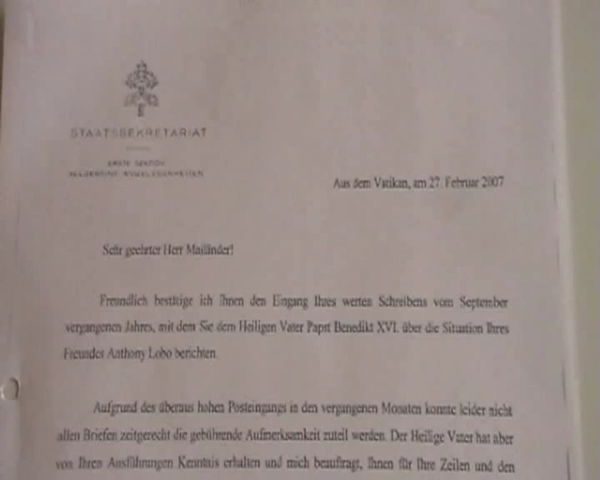 STAATSSEKRETARIAT
ERSTE SEKTION
ALLGEMEINE ANGELEGENHEITEN
Aus dem Vatikan, am 27. Februar 2007
Sehr geehrter Herr Mailänder!
Freundlich bestätige ich Ihnen den Eingang Ihres werten Schreibens vom September
vergangenen Jahres, mit dem Sie dem Heiligen Vater Papst Benedikt XVI. über die Situation Ihres
Freundes Anthony Lobo berichten.
Aufgrund des überaus hohen Posteingangs in den vergangenen Monaten konnte leider nicht
allen Briefen zeitgerecht die gebührende Aufmerksamkeit zuteil werden. Der Heilige Vater hat aber
von Ihren Ausführungen Kenntnis erhalten und mich beauftragt, Ihnen für Ihre Zeilen und den